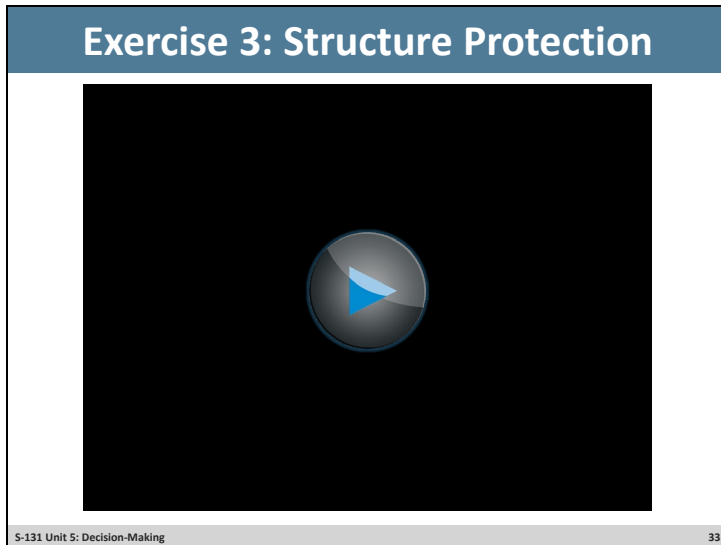 Exercise 3: Structure Protection
S-131 Unit 5: Decision-Making 33